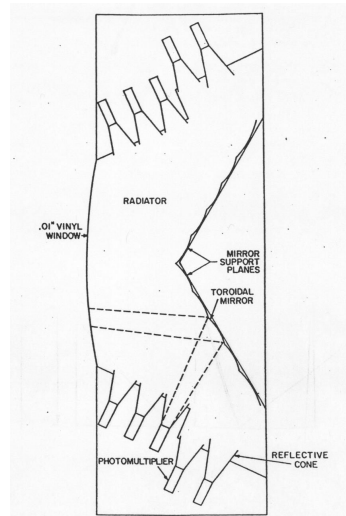 RADIATOR
.01" VINYL
WINDOW
MIRROR
SUPPORT
PLANES
TOROIDAL
MIRROR
PHOTOMULTIPLIER
REFLECTIVE
CONE